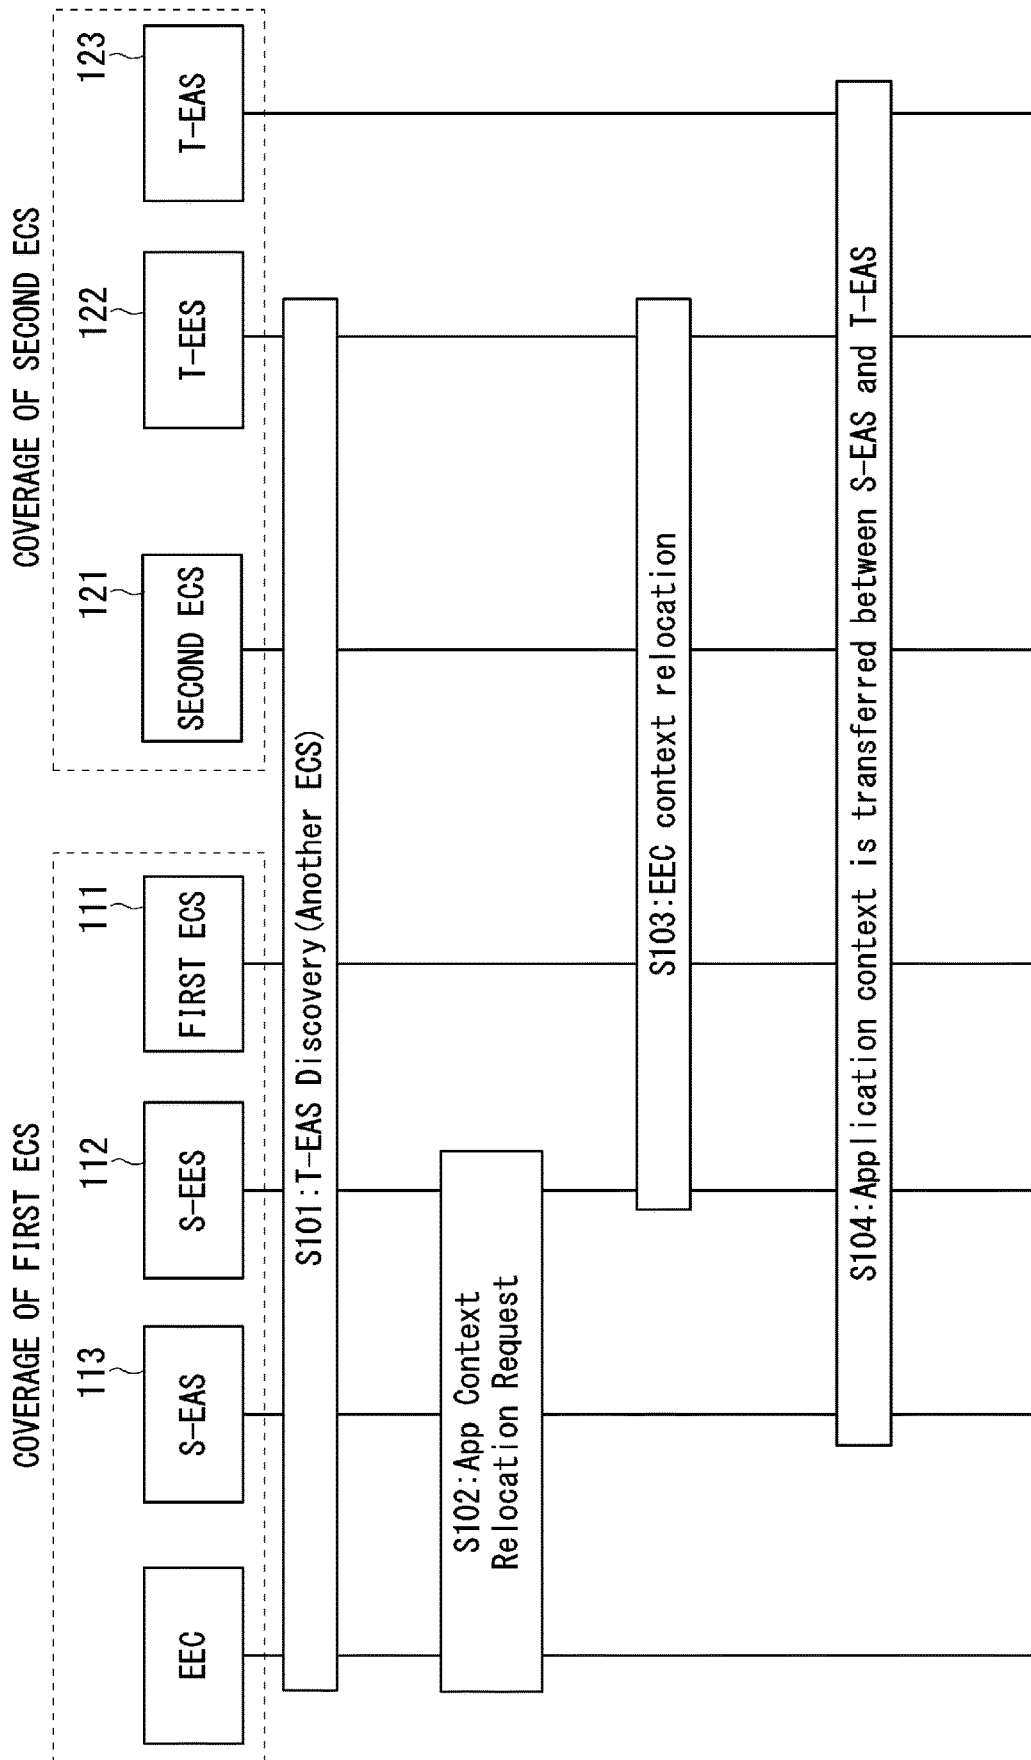 COVERAGE OF FIRST ECS
COVERAGE OF SECOND ECS
113
112
111
121
122
123
EEC
S-EAS
S-EES
FIRST ECS
SECOND ECS
T-EES
T-EAS
S101:T-EAS Discovery(Another ECS)
S102:App Context
Relocation Request
S103:EEC context relocation
S104:Application context is transferred between S-EAS and T-EAS